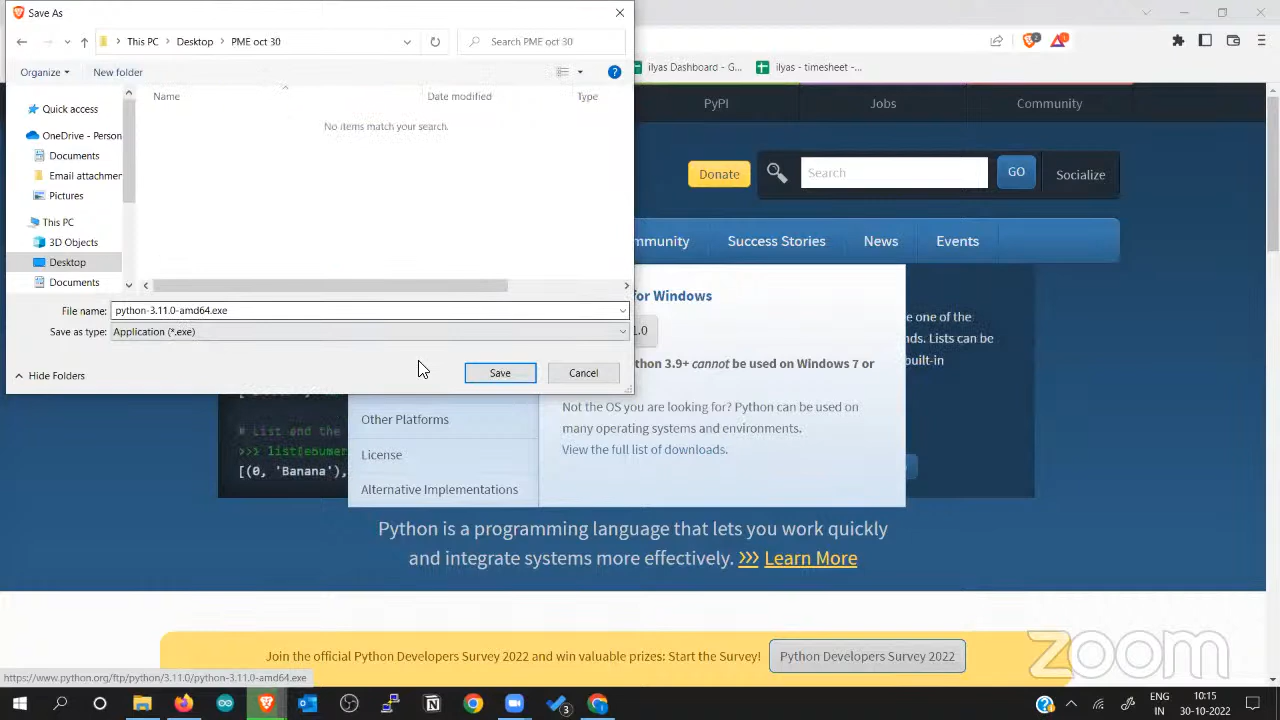 Save As
This PC
Desktop
PME oct 30
Search PME oct 30
Organize
New folder
?
Name
Date modified
Type
No items match your search.
Quick access
OneDrive - Person
Documents
Email attachmen
Pictures
This PC
3D Objects
Desktop
Documents
File name:
python-3.11.0-amd64.exe
Save as type:
Application (*.exe)
Hide Folders
Save
Cancel
ilyas Dashboard - G...
ilyas - timesheet -...
PyPI
Jobs
Community
Donate
Search
GO
Socialize
mmunity
Success Stories
News
Events
for Windows
1.0
thon 3.9+ cannot be used on Windows 7 or
Not the OS you are looking for? Python can be used on
many operating systems and environments.
View the full list of downloads.
Other Platforms
License
Alternative Implementations
one of the
nds. Lists can be
built-in
# List and the
>>> list(enumer
[(0, 'Banana'),
Python is a programming language that lets you work quickly
and integrate systems more effectively. >>> Learn More
Join the official Python Developers Survey 2022 and win valuable prizes: Start the Survey!
Python Developers Survey 2022
zoom
https://www.python.org/ftp/python/3.11.0/python-3.11.0-amd64.exe
3
ENG
IN
10:15
30-10-2022